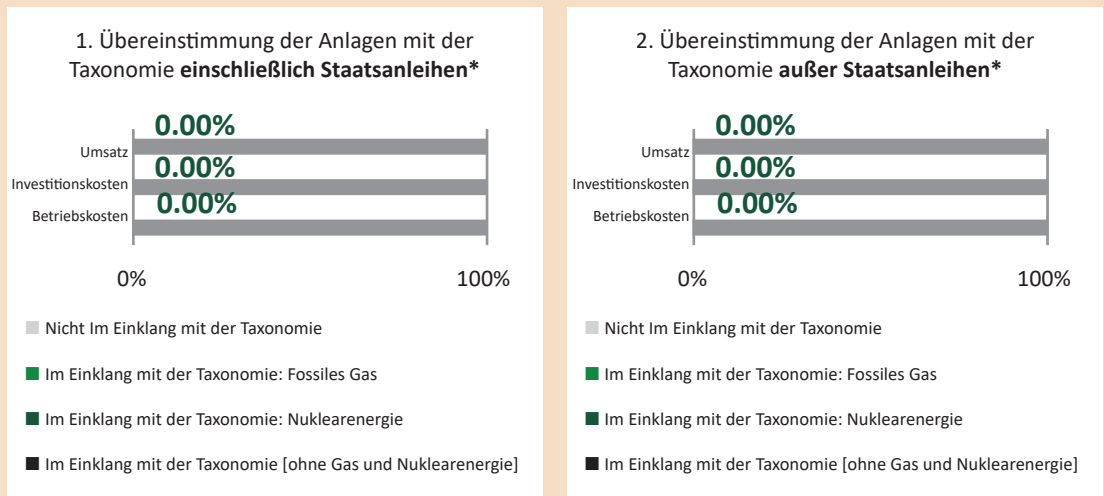 1. Übereinstimmung der Anlagen mit der
Taxonomie einschließlich Staatsanleihen*
0.00%
Umsatz
0.00%
Investitionskosten
0.00%
Betriebskosten
0%
100%
Nicht Im Einklang mit der Taxonomie
Im Einklang mit der Taxonomie: Fossiles Gas
Im Einklang mit der Taxonomie: Nuklearenergie
Im Einklang mit der Taxonomie [ohne Gas und Nuklearenergie]
2. Übereinstimmung der Anlagen mit der
Taxonomie außer Staatsanleihen*
0.00%
Umsatz
0.00%
Investitionskosten
0.00%
Betriebskosten
0%
100%
Nicht Im Einklang mit der Taxonomie
Im Einklang mit der Taxonomie: Fossiles Gas
Im Einklang mit der Taxonomie: Nuklearenergie
Im Einklang mit der Taxonomie [ohne Gas und Nuklearenergie]